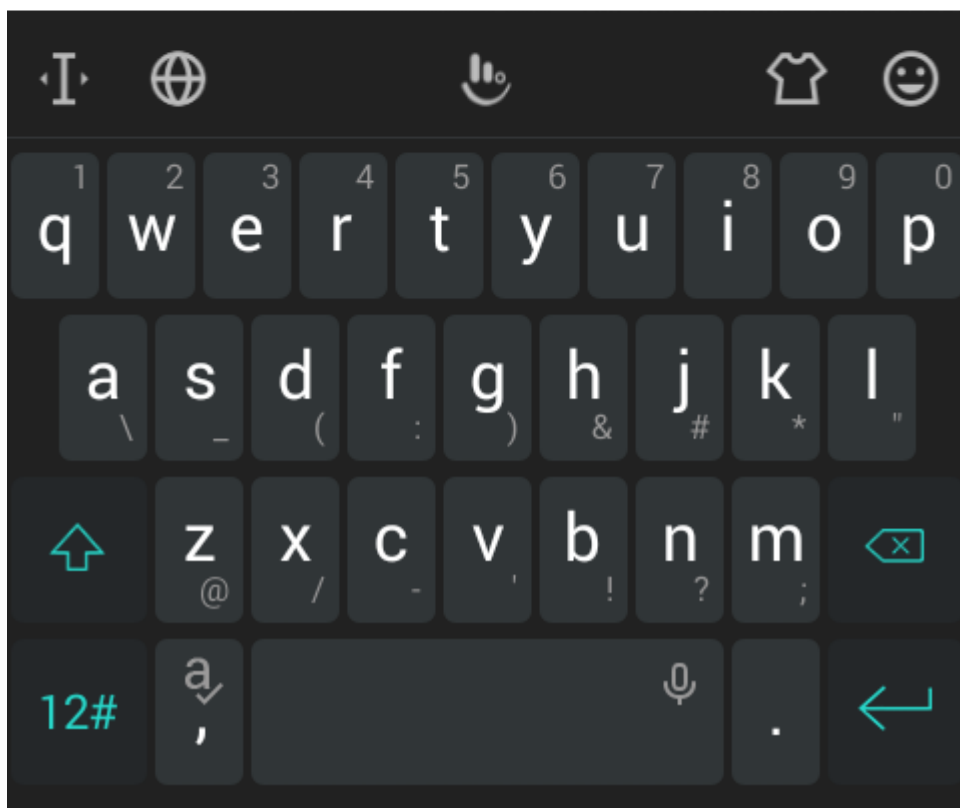 1 2 3 4 5 6 7 8 9 0
q w e r t y u i o p
a s d f g h j k l
\ _ ( : ) & # * "
z x c v b n m
@ / - ' ! ? ;
12# a , .